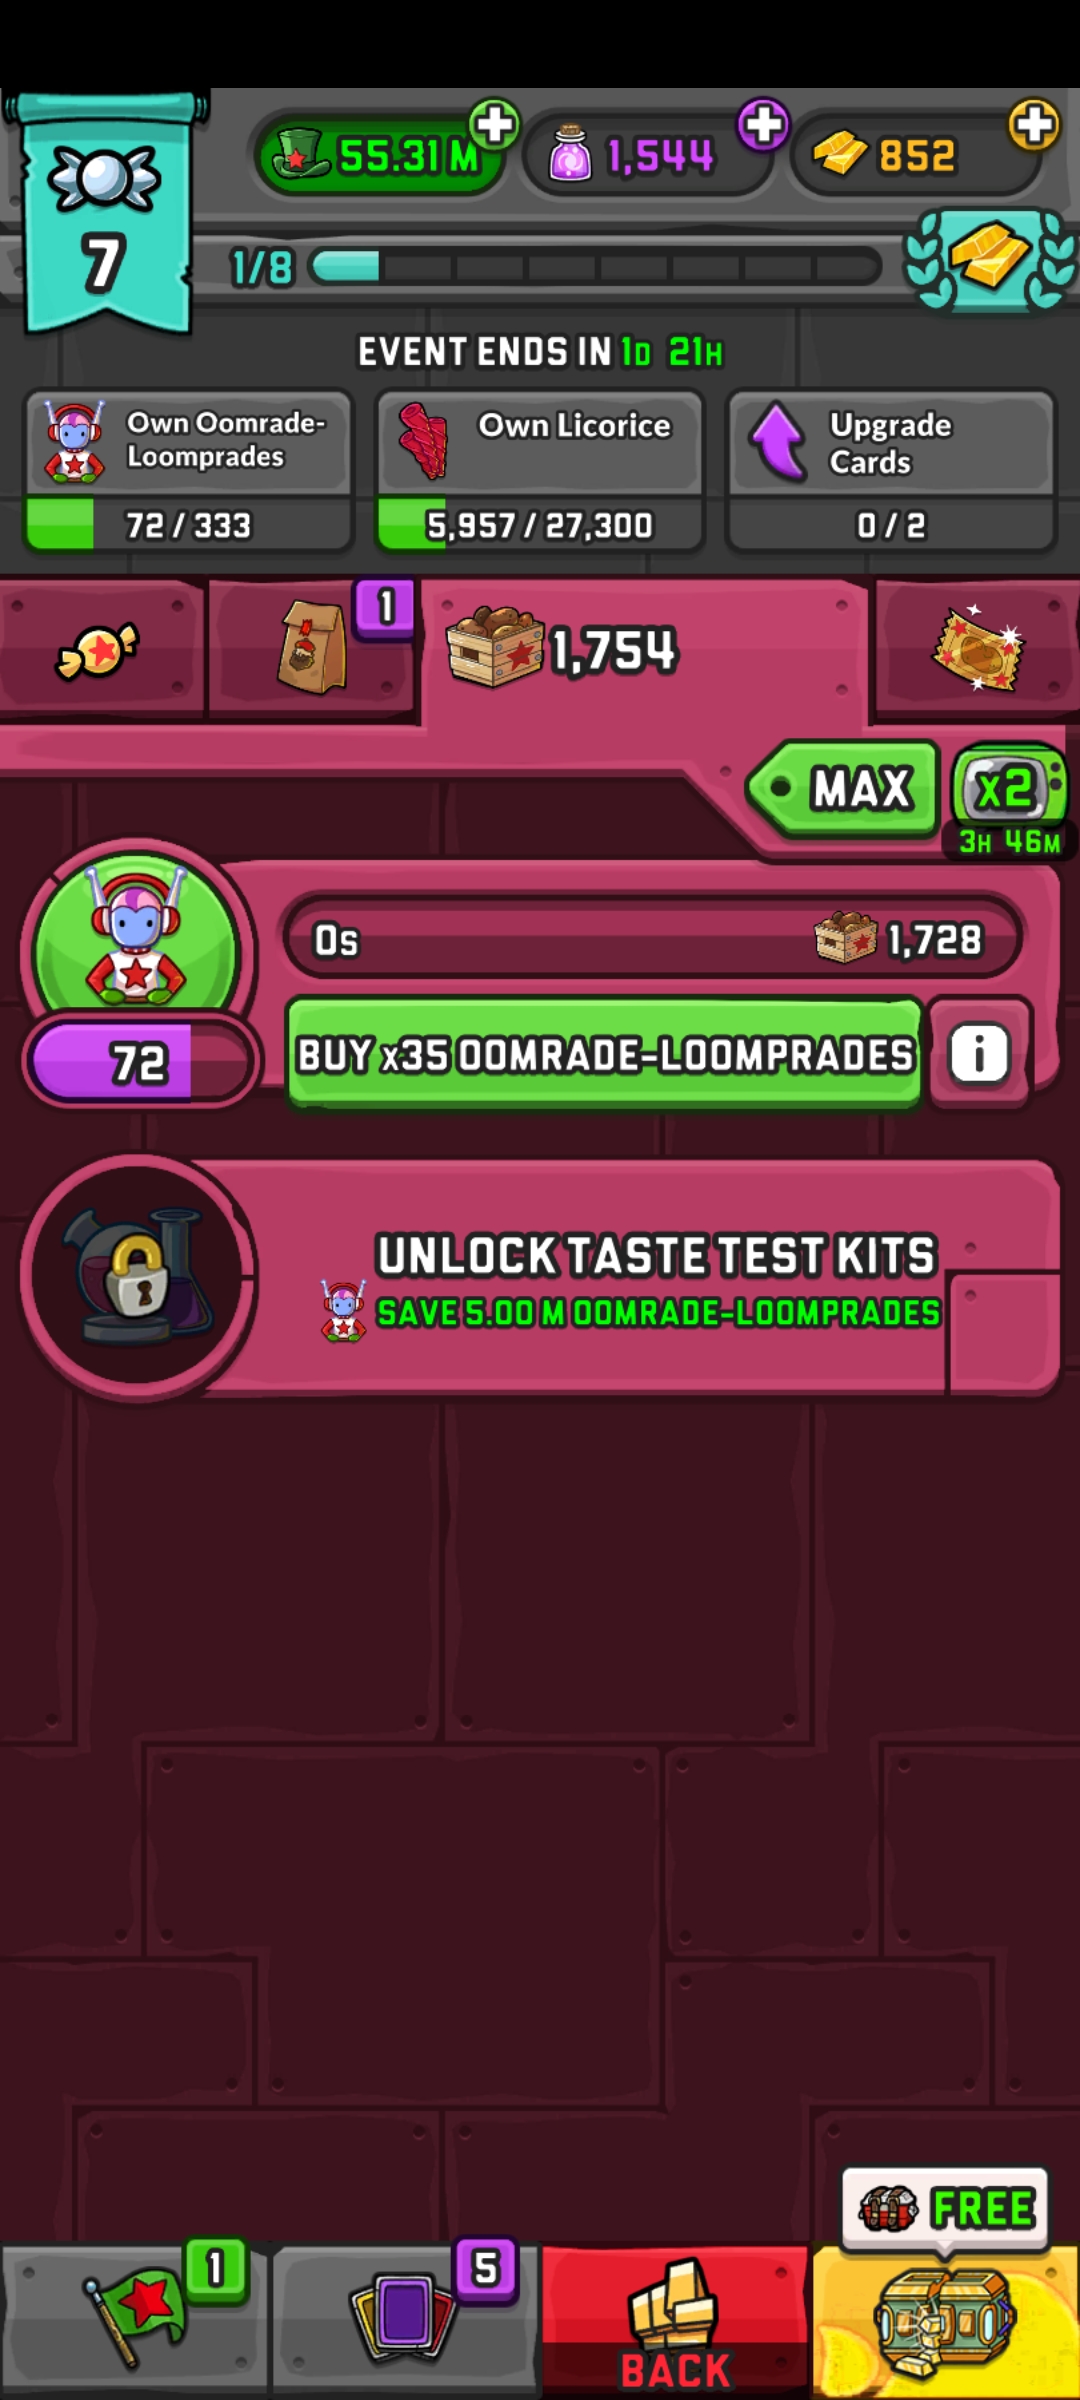 55.31 M
1,544
852
7
1/8
EVENT ENDS IN 1D 21H
Own Oomrade-
Loomprades
72 / 333
Own Licorice
5,957 / 27,300
Upgrade
Cards
0 / 2
1
1,754
MAX
x2
3H 46M
0s
1,728
72
BUY x35 OOMRADE-LOOMPRADES
i
UNLOCK TASTE TEST KITS
SAVE 5.00 M OOMRADE-LOOMPRADES
FREE
1
5
BACK